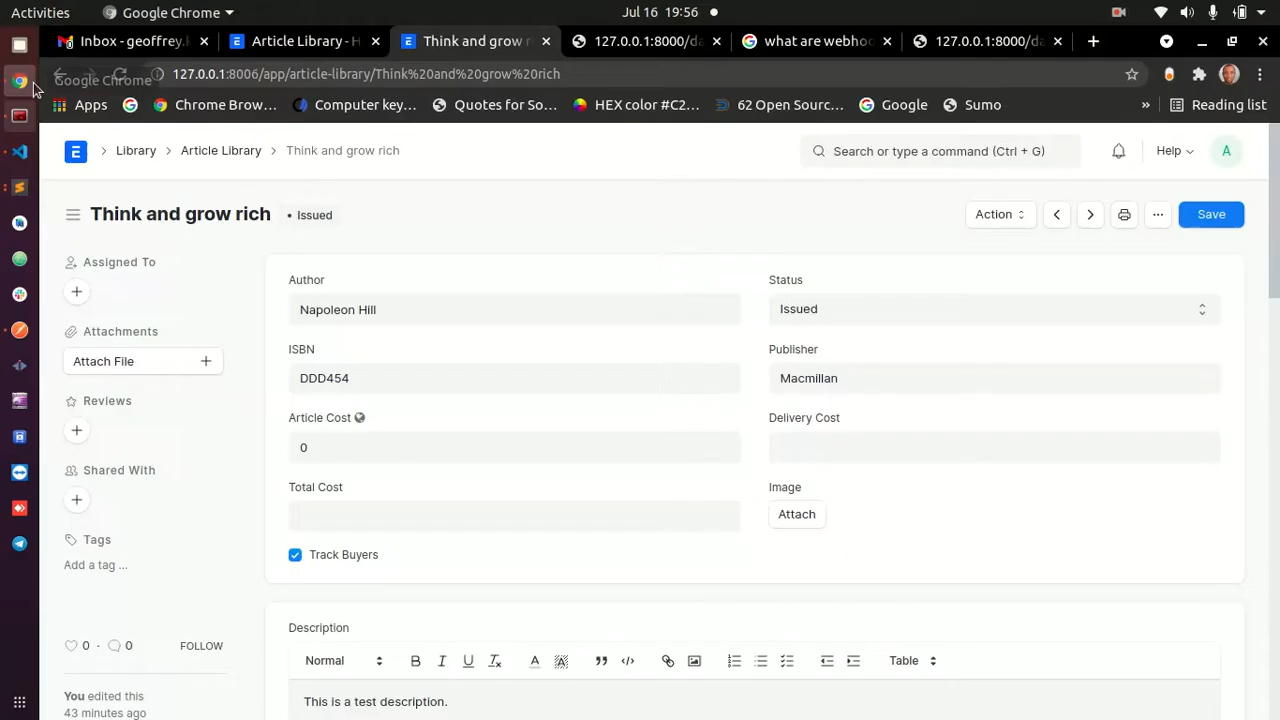 Activities
Google Chrome
Jul 16 19:56
Inbox - geoffrey.
Article Library - H
Think and grow r
127.0.0.1:8000/da
what are webhoo
127.0.0.1:8000/da
Google Chrome
127.0.0.1:8006/app/article-library/Think%20and%20grow%20rich
Apps
Chrome Brow...
Computer key...
Quotes For So...
HEX color #C2...
62 Open Sourc...
Google
Sumo
»
Reading list
E
Library
Article Library
Think and grow rich
Search or type a command (Ctrl + G)
Help
A
Think and grow rich
• Issued
Action
...
Save
Assigned To
Attachments
Attach File
Reviews
Shared With
Tags
Add a tag ...
0 · 0
FOLLOW
You edited this
43 minutes ago
Author
Napoleon Hill
Status
Issued
ISBN
DDD454
Publisher
Macmillan
Article Cost
0
Delivery Cost
Total Cost
Image
Attach
Track Buyers
Description
Normal
B I U Tx A A
Table
This is a test description.